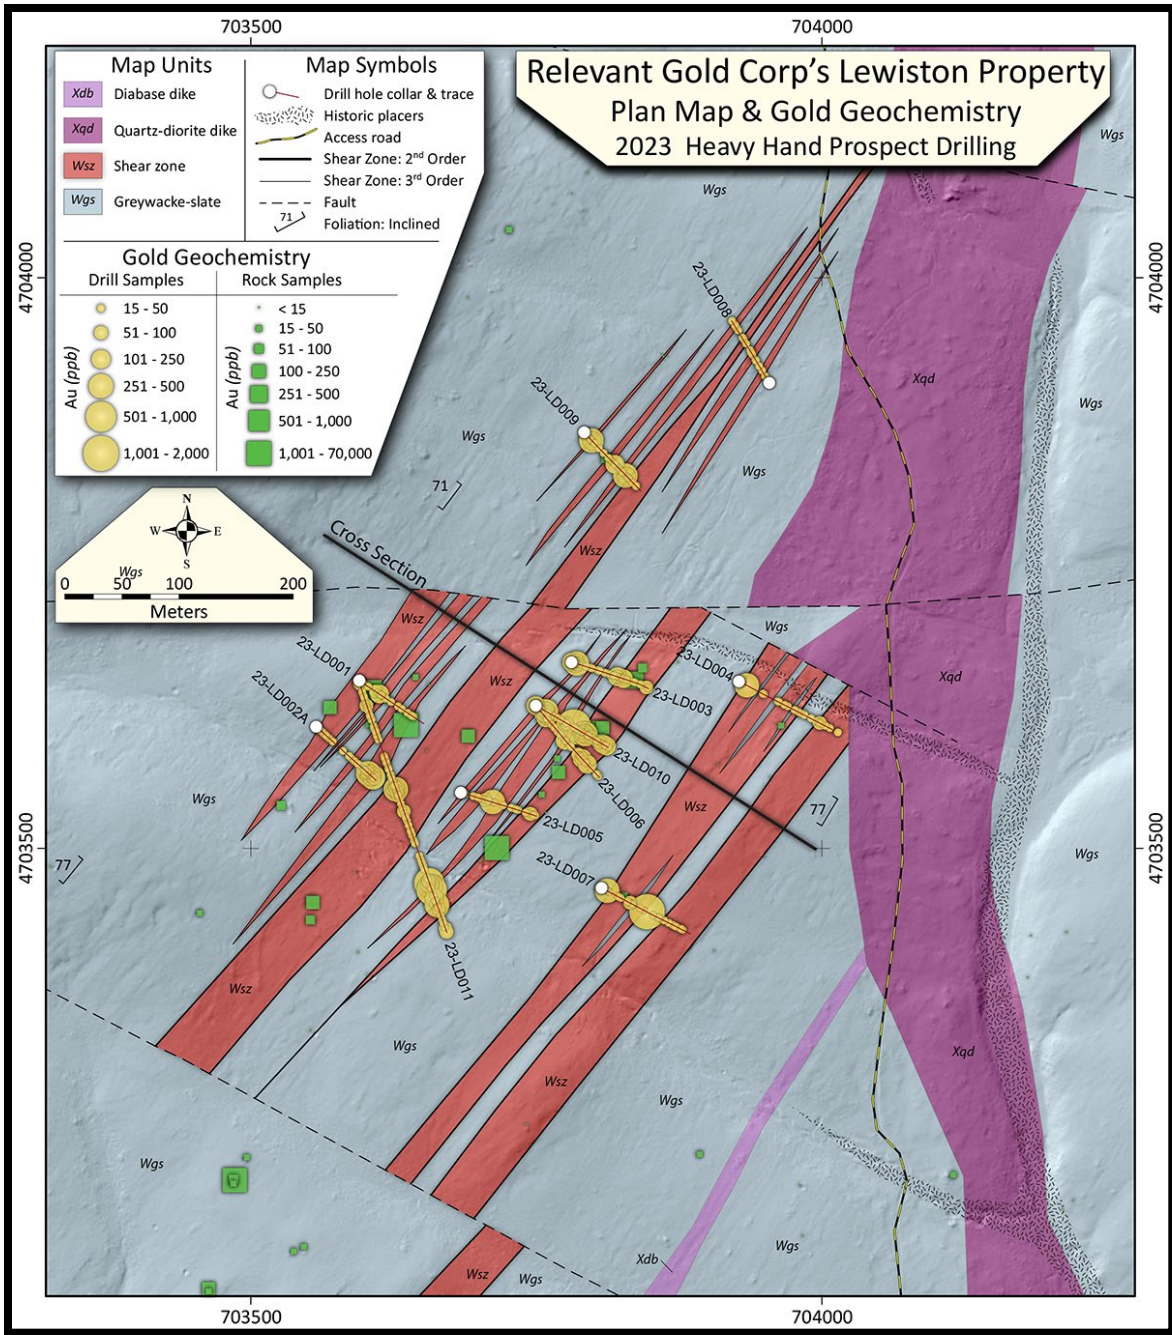 703500
704000
Relevant Gold Corp's Lewiston Property
Plan Map & Gold Geochemistry
2023 Heavy Hand Prospect Drilling
Map Units
Xdb
Diabase dike
Xqd
Quartz-diorite dike
Wsz
Shear zone
Wgs
Greywacke-slate
Map Symbols
Drill hole collar & trace
Historic placers
Access road
Shear Zone: 2nd Order
Shear Zone: 3rd Order
Fault
71
Foliation: Inclined
Gold Geochemistry
Drill Samples
Au (ppb)
15 - 50
51 - 100
101 - 250
251 - 500
501 - 1,000
1,001 - 2,000
Rock Samples
Au (ppb)
< 15
15 - 50
51 - 100
100 - 250
251 - 500
501 - 1,000
1,001 - 70,000
N
W
E
S
Wgs
0
50
100
200
Meters
4704000
4704000
Wgs
Wgs
23-LD008
Xqd
Wgs
23-LD009
Wgs
Wgs
71
Cross Section
Wsz
Wsz
Wgs
23-LD001
23-LD004
Wsz
Xqd
23-LD002A
23-LD003
23-LD010
Wgs
23-LD006
Wsz
77
23-LD005
4703500
4703500
77
23-LD007
Wgs
23-LD011
Wsz
Wgs
Xqd
Wsz
Wgs
Wgs
Xdb
Wgs
Wsz
Wgs
703500
704000